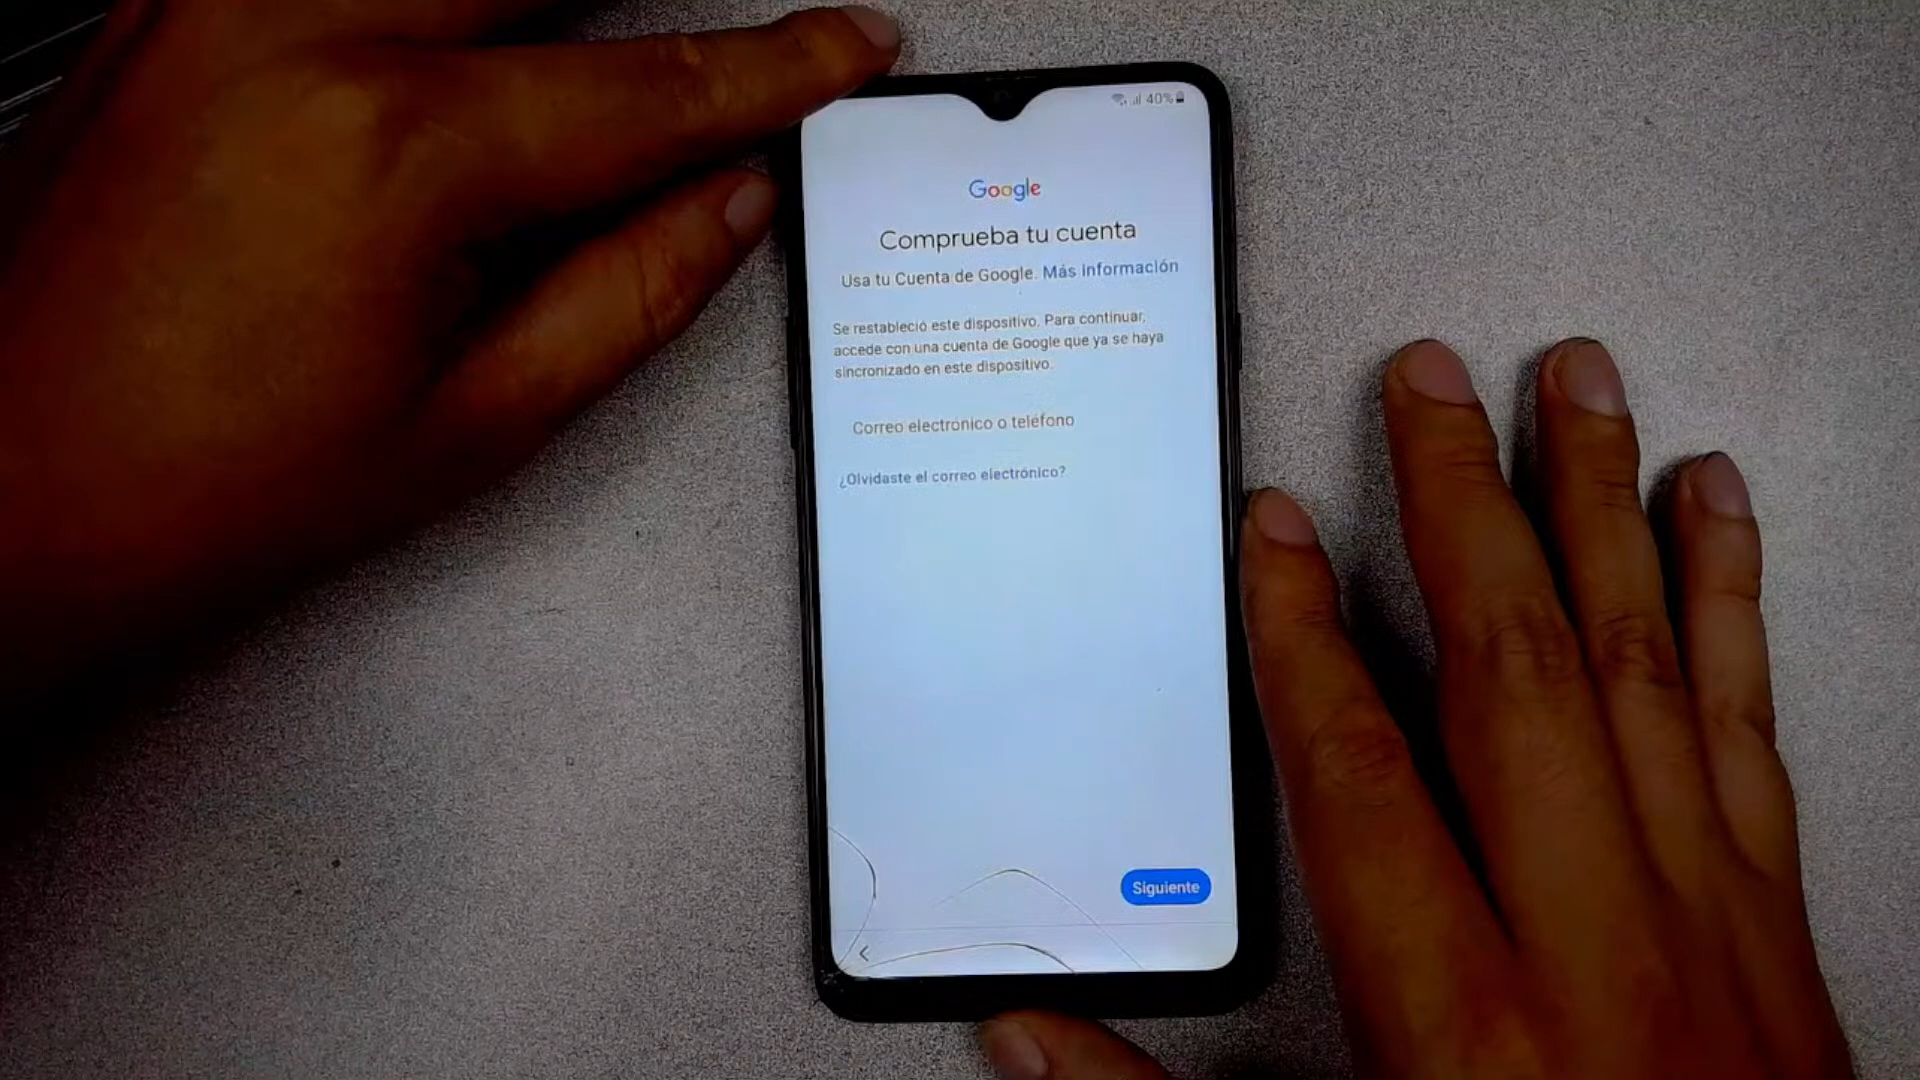 40%
Google
Comprueba tu cuenta
Usa tu Cuenta de Google. Más información
Se restableció este dispositivo. Para continuar,
accede con una cuenta de Google que ya se haya
sincronizado en este dispositivo.
Correo electrónico o teléfono
¿Olvidaste el correo electrónico?
Siguiente